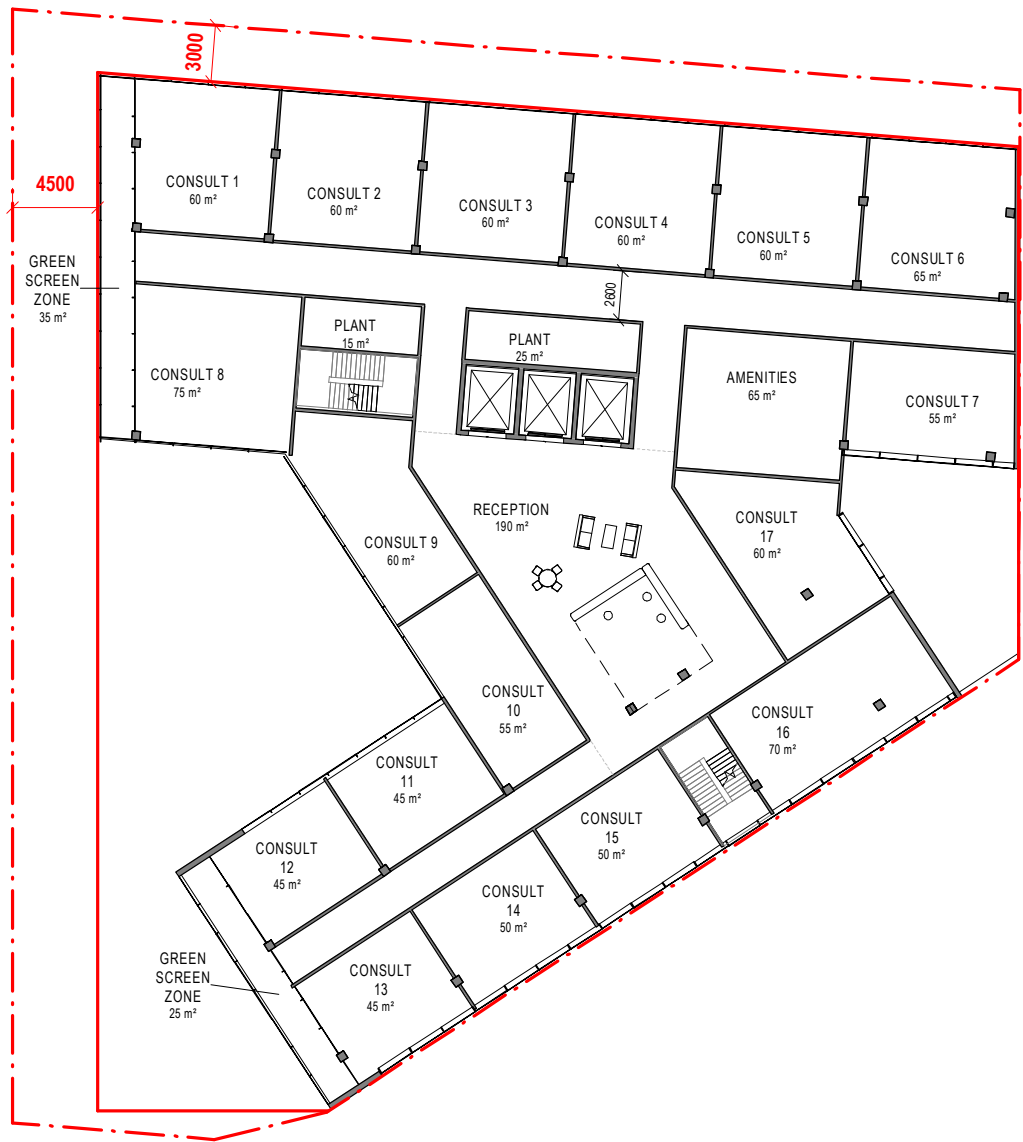 3000
4500
CONSULT 1
60 m²
CONSULT 2
60 m²
CONSULT 3
60 m²
CONSULT 4
60 m²
CONSULT 5
60 m²
CONSULT 6
65 m²
GREEN
SCREEN
ZONE
35 m²
2600
PLANT
15 m²
PLANT
25 m²
CONSULT 8
75 m²
AMENITIES
65 m²
CONSULT 7
55 m²
RECEPTION
190 m²
CONSULT
17
60 m²
CONSULT 9
60 m²
CONSULT
10
55 m²
CONSULT
16
70 m²
CONSULT
11
45 m²
CONSULT
15
50 m²
CONSULT
12
45 m²
CONSULT
14
50 m²
CONSULT
13
45 m²
GREEN
SCREEN
ZONE
25 m²